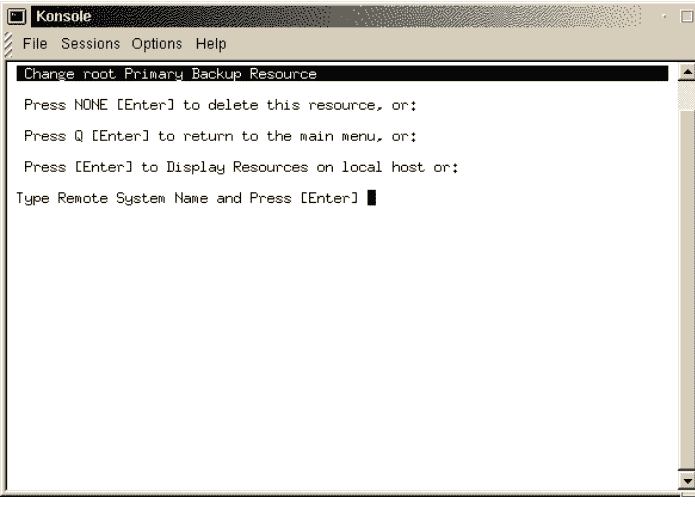 Konsole
File Sessions Options Help
Change root Primary Backup Resource
Press NONE [Enter] to delete this resource, or:
Press Q [Enter] to return to the main menu, or:
Press [Enter] to Display Resources on local host or:
Type Remote System Name and Press [Enter]